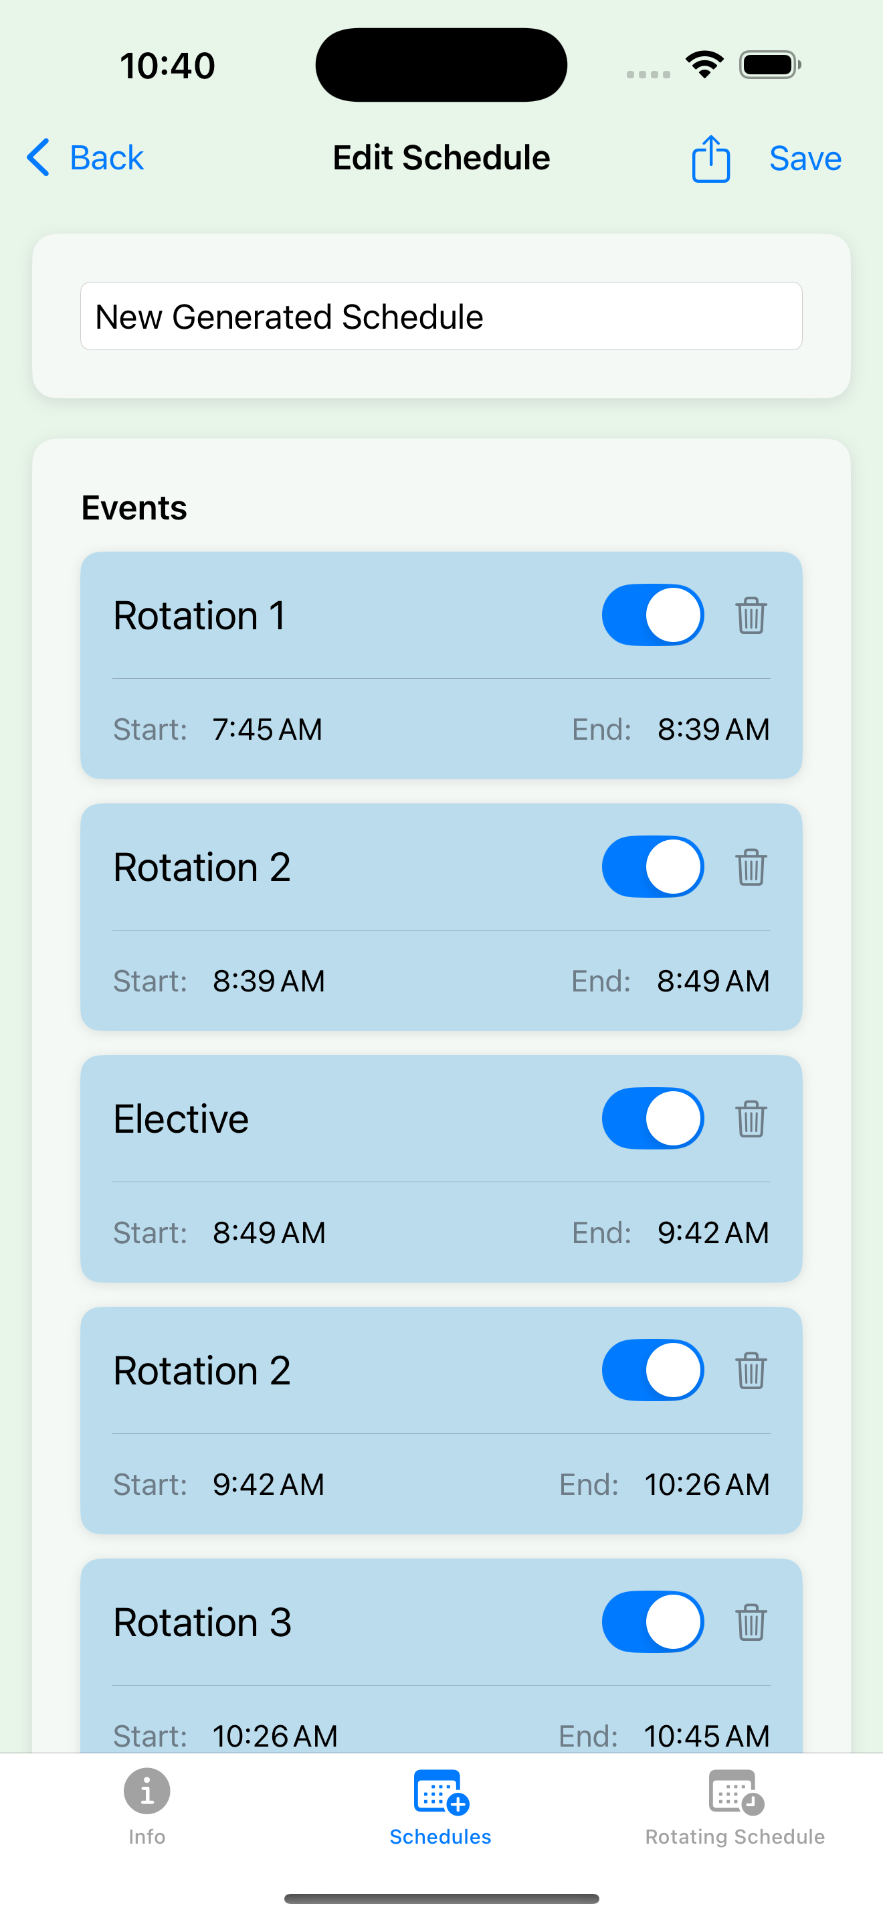 10:40
Back
Edit Schedule
Save
New Generated Schedule
Events
Rotation 1
Start: 7:45 AM End: 8:39 AM
Rotation 2
Start: 8:39 AM End: 8:49 AM
Elective
Start: 8:49 AM End: 9:42 AM
Rotation 2
Start: 9:42 AM End: 10:26 AM
Rotation 3
Start: 10:26 AM End: 10:45 AM
Info
Schedules
Rotating Schedule